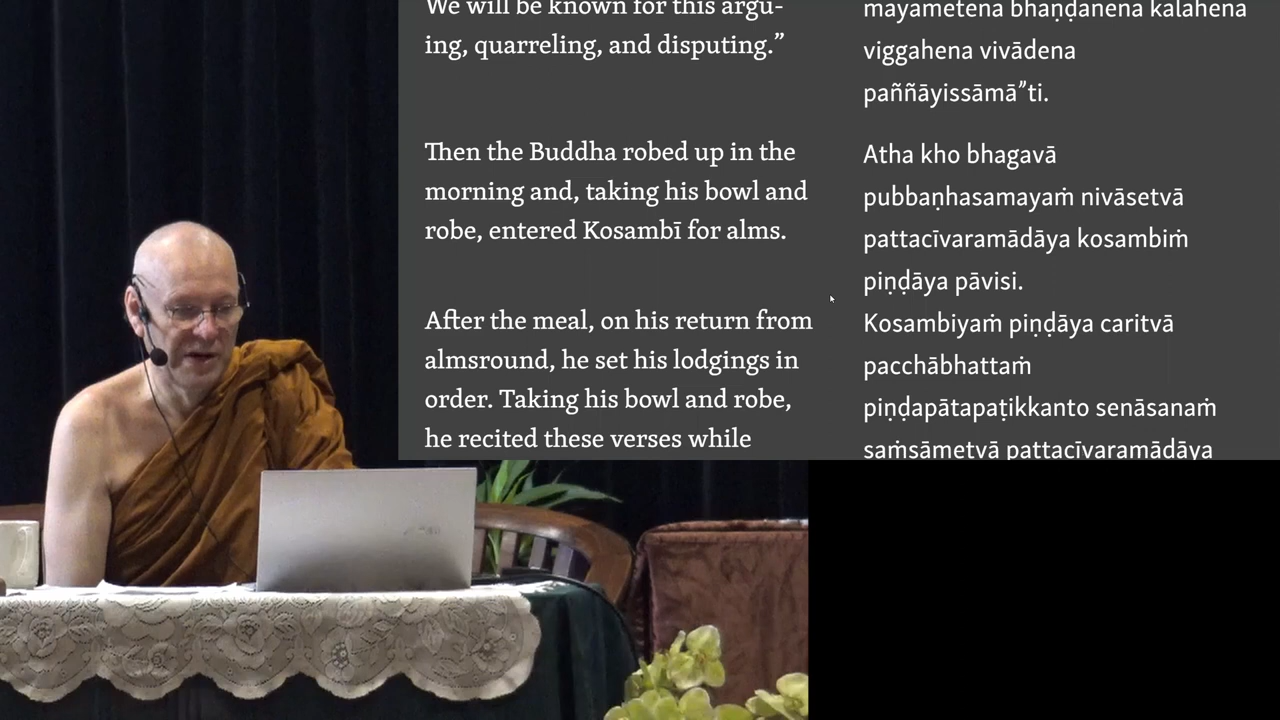 We will be known for this argu-
ing, quarreling, and disputing.”
Then the Buddha robed up in the
morning and, taking his bowl and
robe, entered Kosambī for alms.
After the meal, on his return from
almsround, he set his lodgings in
order. Taking his bowl and robe,
he recited these verses while
mayametena bhaṇḍanena kalahena
viggahena vivādena
paññāyissāmā”ti.
Atha kho bhagavā
pubbaṇhasamayaṁ nivāsetvā
pattacīvaramādāya kosambiṁ
piṇḍāya pāvisi.
Kosambiyaṁ piṇḍāya caritvā
pacchābhattaṁ
piṇḍapātapaṭikkanto senāsanaṁ
saṁsāmetvā pattacīvaramādāya